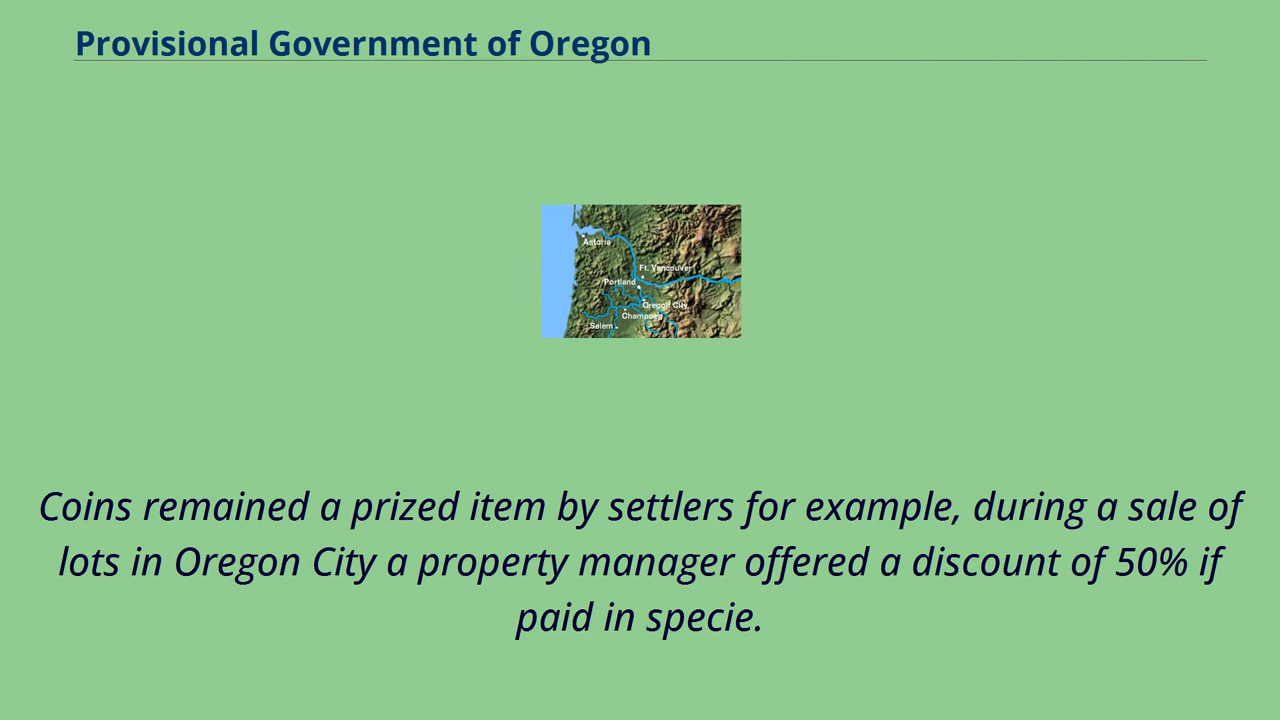 Provisional Government of Oregon
Astoria
Ft. Vancouver
Portland
Oregon City
Champoeg
Salem
Coins remained a prized item by settlers for example, during a sale of
lots in Oregon City a property manager offered a discount of 50% if
paid in specie.